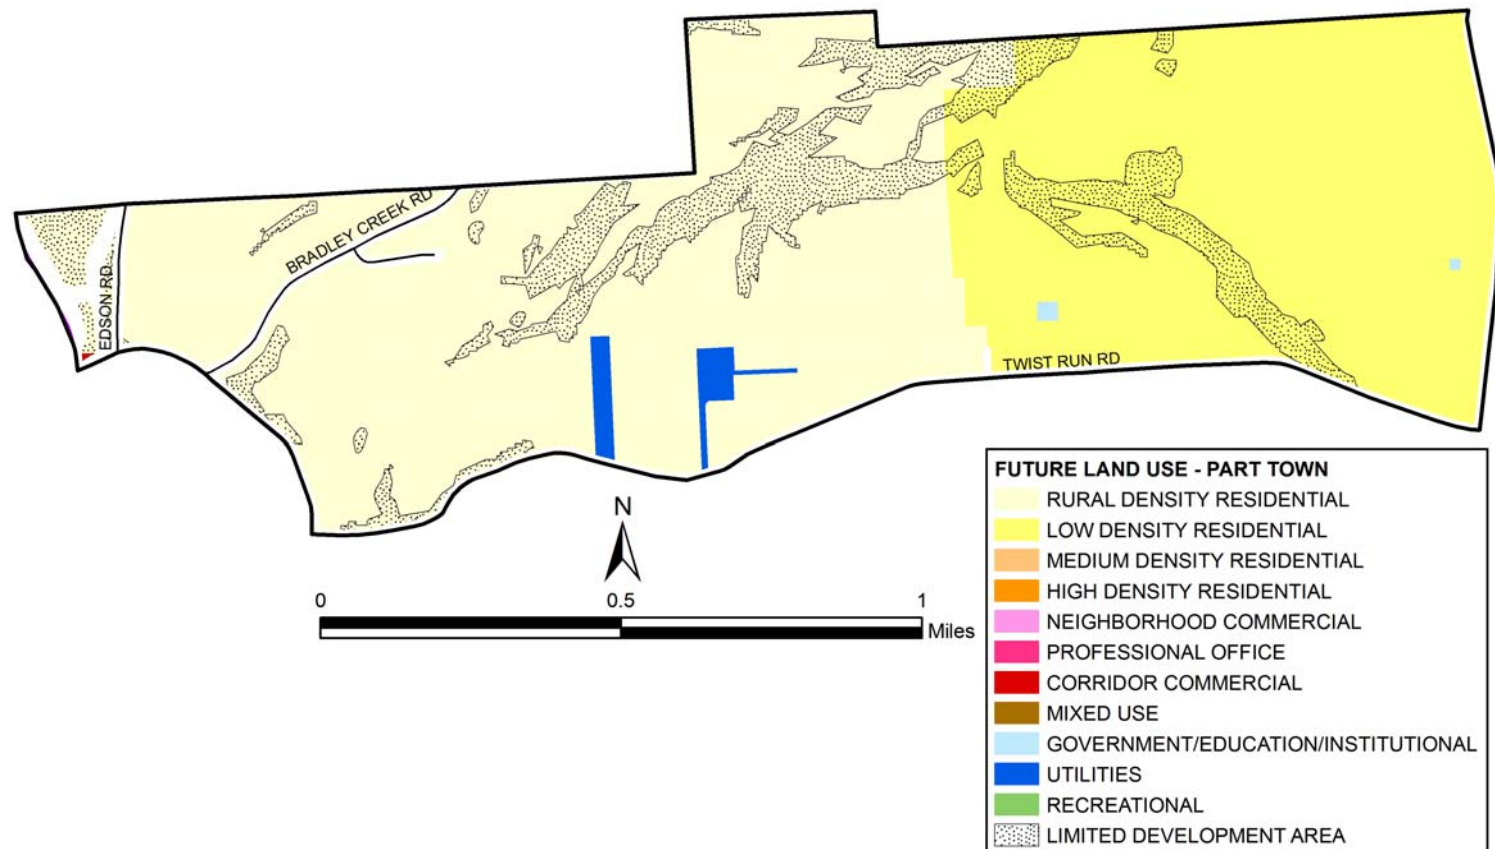 BRADLEY CREEK RD
EDSON RD
TWIST RUN RD
N
0 0.5 1
Miles
FUTURE LAND USE - PART TOWN
RURAL DENSITY RESIDENTIAL
LOW DENSITY RESIDENTIAL
MEDIUM DENSITY RESIDENTIAL
HIGH DENSITY RESIDENTIAL
NEIGHBORHOOD COMMERCIAL
PROFESSIONAL OFFICE
CORRIDOR COMMERCIAL
MIXED USE
GOVERNMENT/EDUCATION/INSTITUTIONAL
UTILITIES
RECREATIONAL
LIMITED DEVELOPMENT AREA